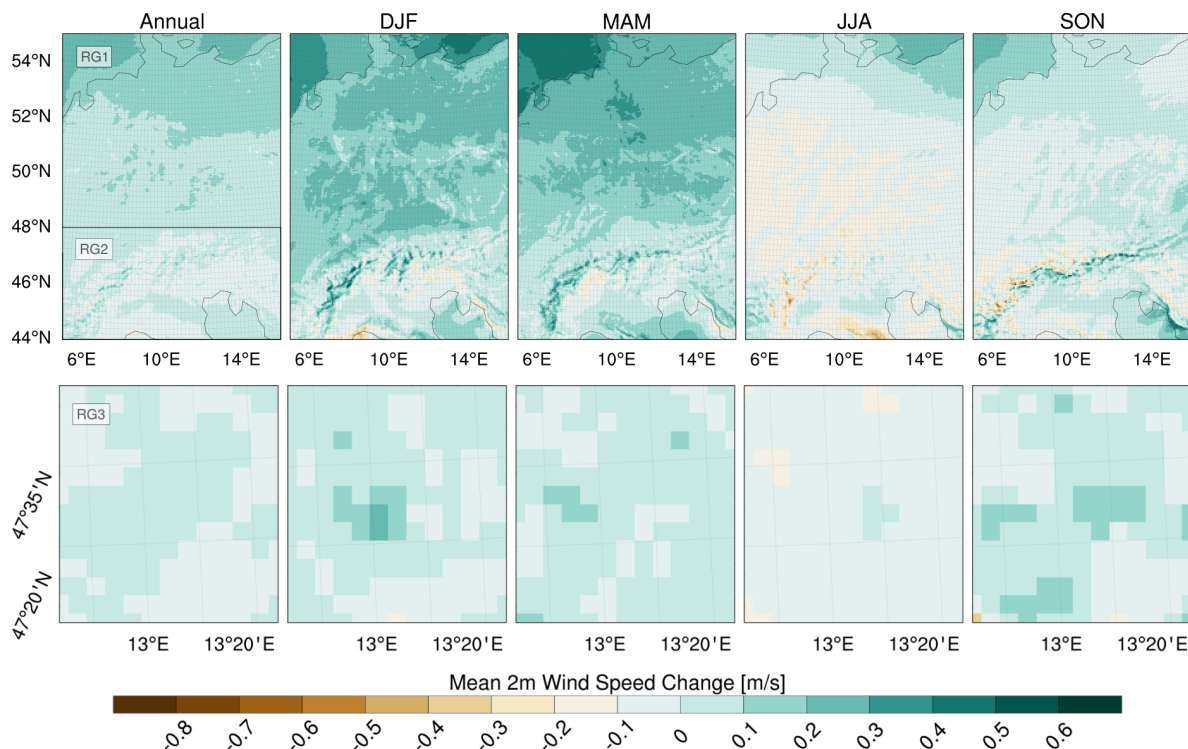 Annual DJF MAM JJA SON
RG1
54°N
52°N
50°N
48°N
RG2
46°N
44°N
6°E 10°E 14°E 6°E 10°E 14°E 6°E 10°E 14°E 6°E 10°E 14°E 6°E 10°E 14°E
RG3
47°35'N
47°20'N
13°E 13°20'E 13°E 13°20'E 13°E 13°20'E 13°E 13°20'E 13°E 13°20'E
Mean 2m Wind Speed Change [m/s]
-0.8 -0.7 -0.6 -0.5 -0.4 -0.3 -0.2 -0.1 0 0.1 0.2 0.3 0.4 0.5 0.6